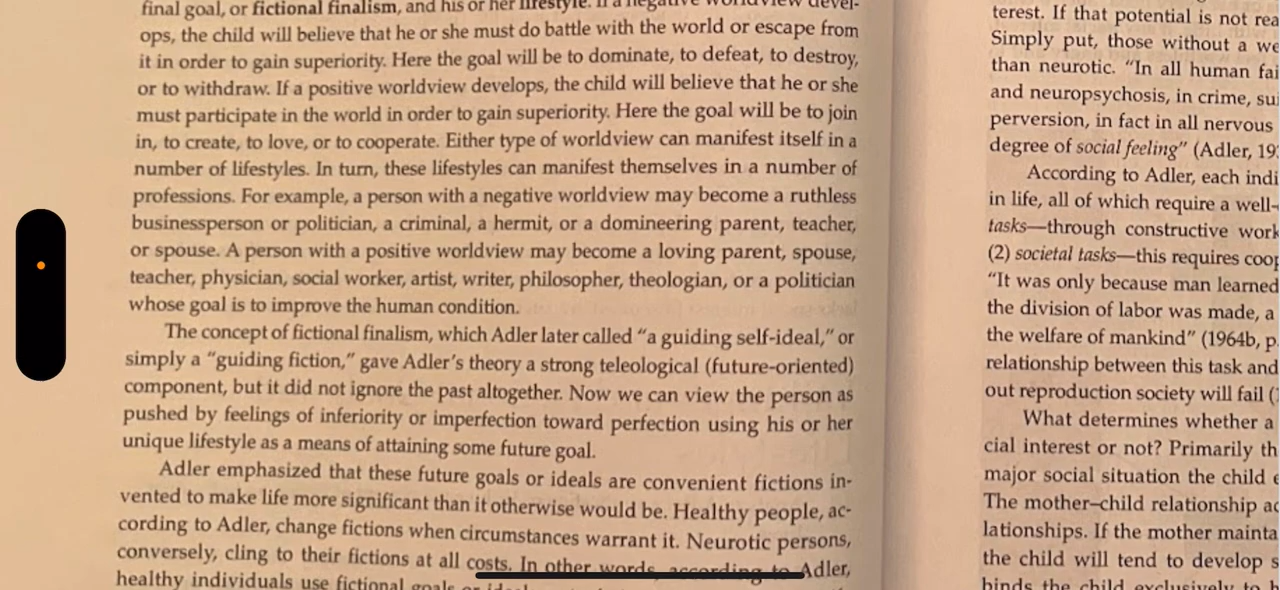 final goal, or fictional finalism, and his or her lifestyle. If a negative worldview devel-
ops, the child will believe that he or she must do battle with the world or escape from
it in order to gain superiority. Here the goal will be to dominate, to defeat, to destroy,
or to withdraw. If a positive worldview develops, the child will believe that he or she
must participate in the world in order to gain superiority. Here the goal will be to join
in, to create, to love, or to cooperate. Either type of worldview can manifest itself in a
number of lifestyles. In turn, these lifestyles can manifest themselves in a number of
professions. For example, a person with a negative worldview may become a ruthless
businessperson or politician, a criminal, a hermit, or a domineering parent, teacher,
or spouse. A person with a positive worldview may become a loving parent, spouse,
teacher, physician, social worker, artist, writer, philosopher, theologian, or a politician
whose goal is to improve the human condition.
The concept of fictional finalism, which Adler later called "a guiding self-ideal," or
simply a "guiding fiction," gave Adler's theory a strong teleological (future-oriented)
component, but it did not ignore the past altogether. Now we can view the person as
pushed by feelings of inferiority or imperfection toward perfection using his or her
unique lifestyle as a means of attaining some future goal.
Adler emphasized that these future goals or ideals are convenient fictions in-
vented to make life more significant than it otherwise would be. Healthy people, ac-
cording to Adler, change fictions when circumstances warrant it. Neurotic persons,
conversely, cling to their fictions at all costs. In other words, according to Adler,
healthy individuals use fictional goals or
terest. If that potential is not
Simply put, those without a
than neurotic. "In all human
and neuropsychosis, in crime,
perversion, in fact in all nervous
degree of social feeling" (Adler,
According to Adler, each
in life, all of which require a
tasks—through constructive
(2) societal tasks—this requires
"It was only because man learned
the division of labor was made, a
the welfare of mankind" (1964b, p.
relationship between this task and
out reproduction society will fail
What determines whether a
cial interest or not? Primarily
major social situation the child
The mother–child relationship
lationships. If the mother
the child will tend to develop
binds the child exclusively to